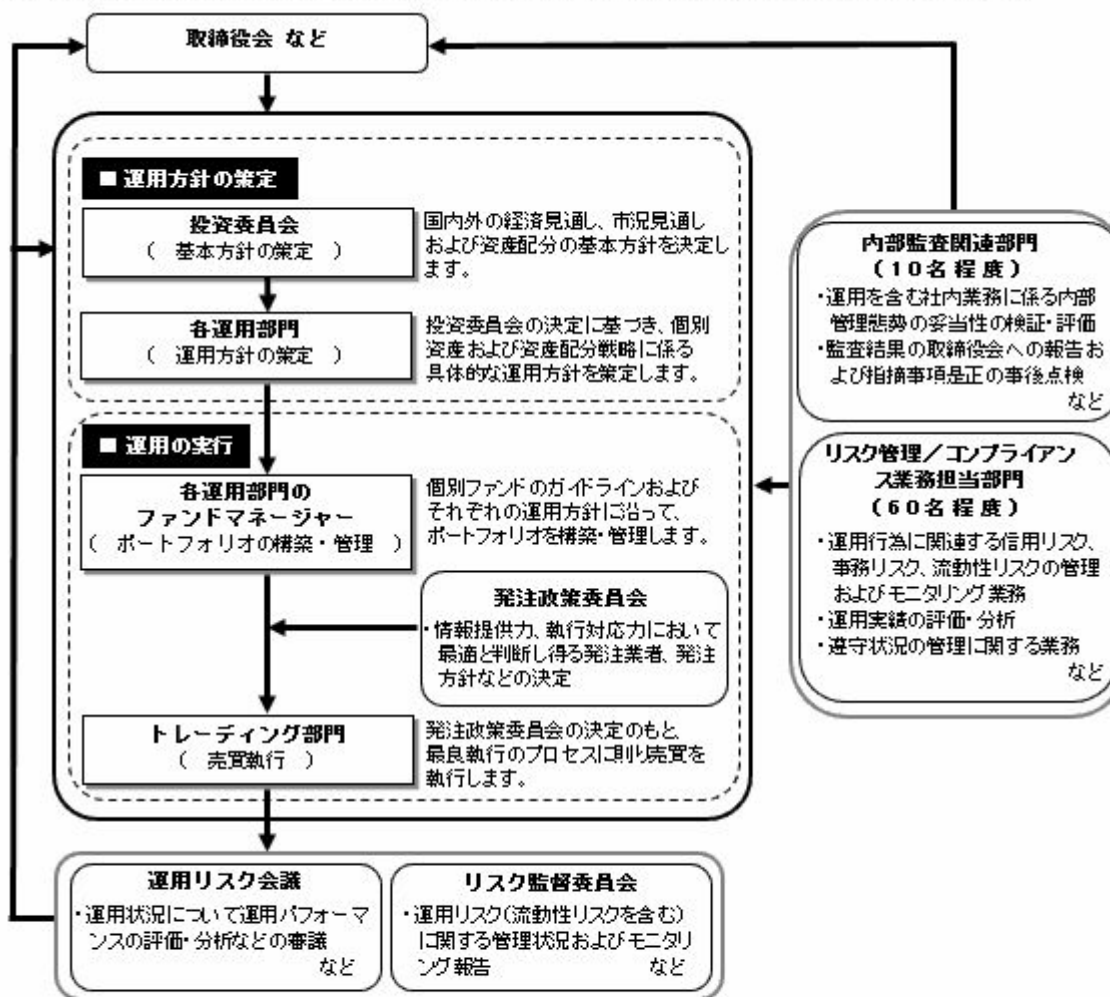 取締役会 など
■ 運用方針の策定
投資委員会
( 基本方針の策定 )
国内外の経済見通し、市況見通し
および資産配分の基本方針を決定し
ます。
各運用部門
( 運用方針の策定 )
投資委員会の決定に基づき、個別
資産および資産配分戦略に係る
具体的な運用方針を策定します。
■ 運用の実行
各運用部門の
ファンドマネージャー
( ポートフォリオの構築・管理 )
個別ファンドのガイドラインおよび
それぞれの運用方針に沿って、
ポートフォリオを構築・管理します。
発注政策委員会
・情報提供力、執行対応力において
最適と判断し得る発注業者、発注
方針などの決定
トレーディング部門
( 売買執行 )
発注政策委員会の決定のもと、
最良執行のプロセスに則り売買を
執行します。
内部監査関連部門
(10名程度)
・運用を含む社内業務に係る内部
管理態勢の妥当性の検証・評価
・監査結果の取締役会への報告お
よび指摘事項是正の事後点検
など
リスク管理/コンプライアン
ス業務担当部門
(60名程度)
・運用行為に関連する信用リスク、
事務リスク、流動性リスクの管理
およびモニタリング業務
・運用実績の評価・分析
・遵守状況の管理に関する業務
など
運用リスク会議
・運用状況について運用パフォーマ
ンスの評価・分析などの審議
など
リスク監督委員会
・運用リスク(流動性リスクを含む)
に関する管理状況およびモニタリ
ング報告 など